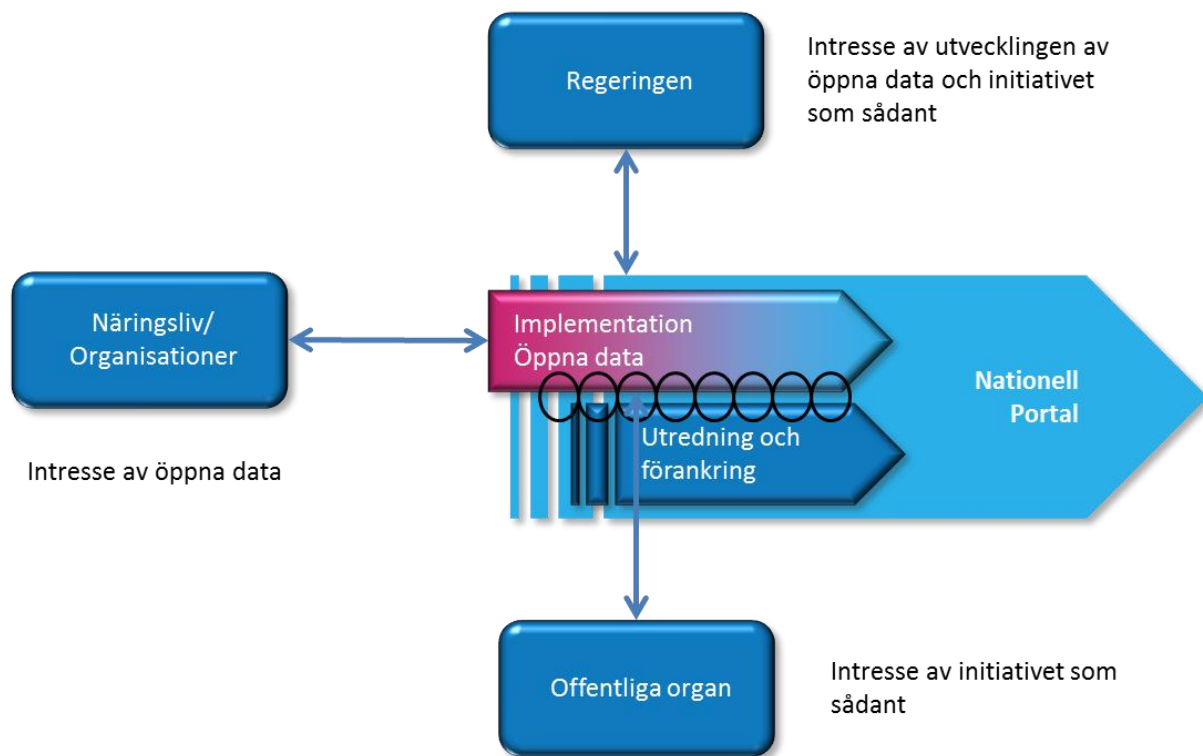 Regeringen
Intresse av utvecklingen av
öppna data och initiativet
som sådant
Näringsliv/
Organisationer
Intresse av öppna data
Implementation
Öppna data
Utredning och
förankring
Nationell
Portal
Offentliga organ
Intresse av initiativet som
sådant